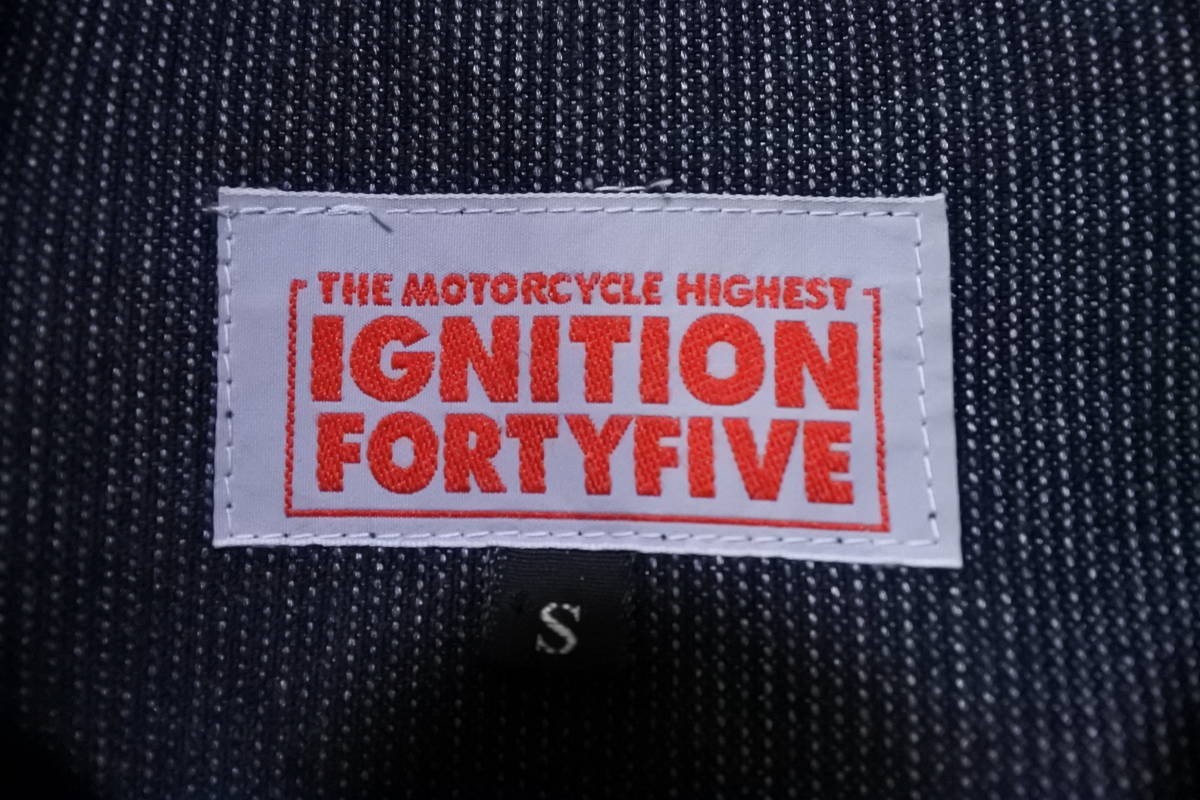 THE MOTORCYCLE HIGHEST
IGNITION
FORTYFIVE
S